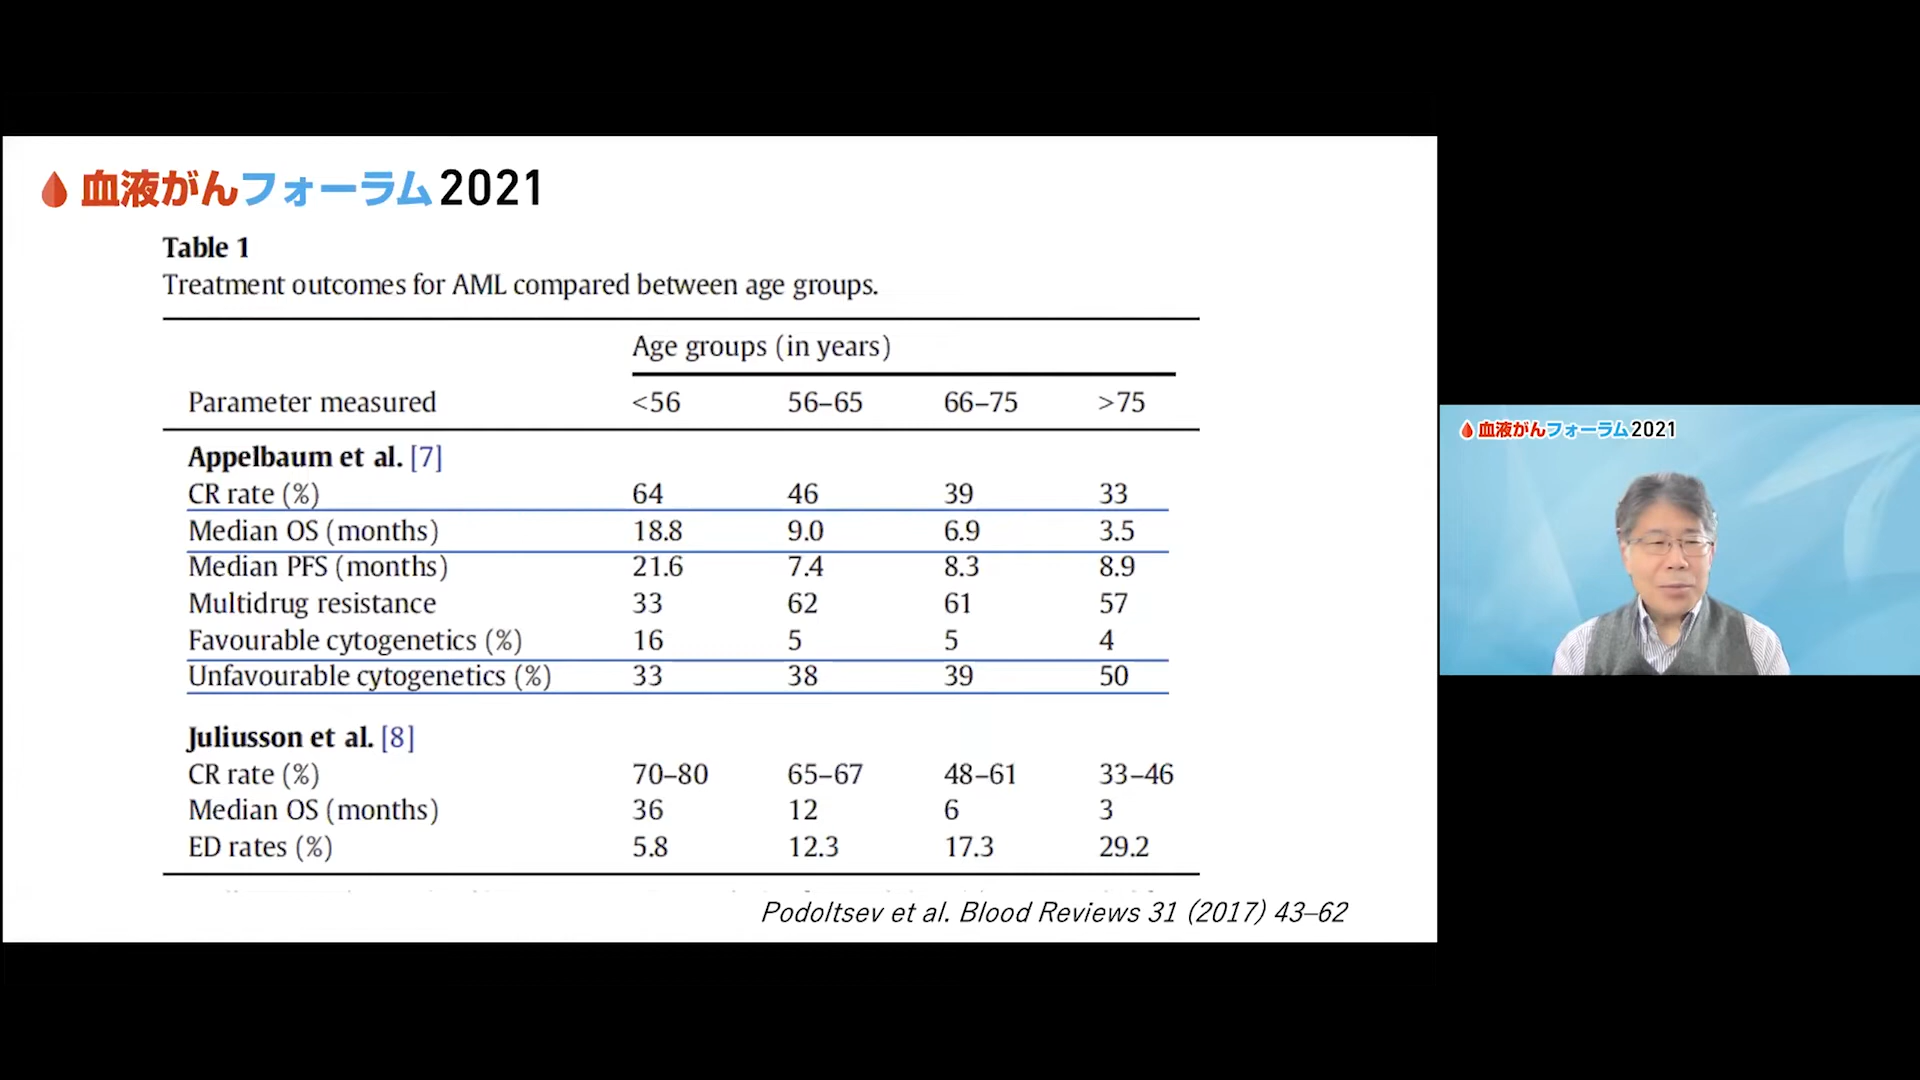 血液がんフォーラム2021
Table 1
Treatment outcomes for AML compared between age groups.
Age groups (in years)
Parameter measured <56 56–65 66–75 >75
Appelbaum et al. [7]
CR rate (%) 64 46 39 33
Median OS (months) 18.8 9.0 6.9 3.5
Median PFS (months) 21.6 7.4 8.3 8.9
Multidrug resistance 33 62 61 57
Favourable cytogenetics (%) 16 5 5 4
Unfavourable cytogenetics (%) 33 38 39 50
Juliusson et al. [8]
CR rate (%) 70–80 65–67 48–61 33–46
Median OS (months) 36 12 6 3
ED rates (%) 5.8 12.3 17.3 29.2
Podoltsev et al. Blood Reviews 31 (2017) 43–62
血液がんフォーラム2021